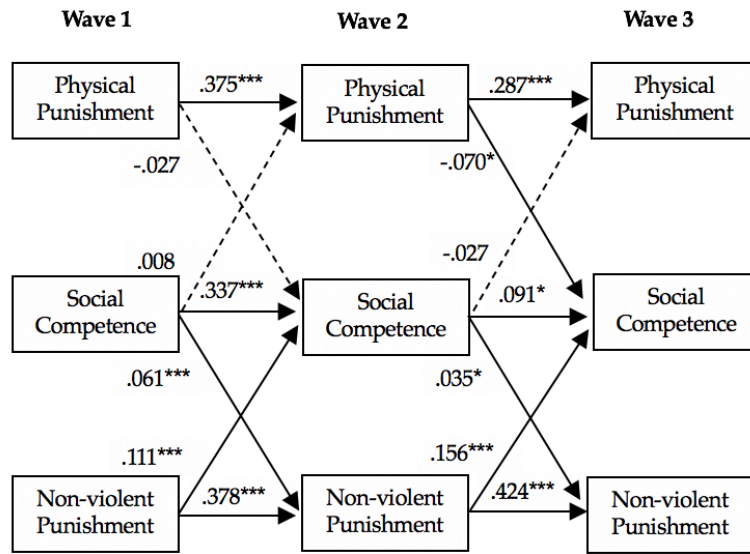 Wave 1
Wave 2
Wave 3
Physical
Punishment
.375***
Physical
Punishment
.287***
Physical
Punishment
-.027
-.070*
.008
-.027
Social
Competence
.337***
Social
Competence
.091*
Social
Competence
.061***
.035*
.111***
.156***
Non-violent
Punishment
.378***
Non-violent
Punishment
.424***
Non-violent
Punishment